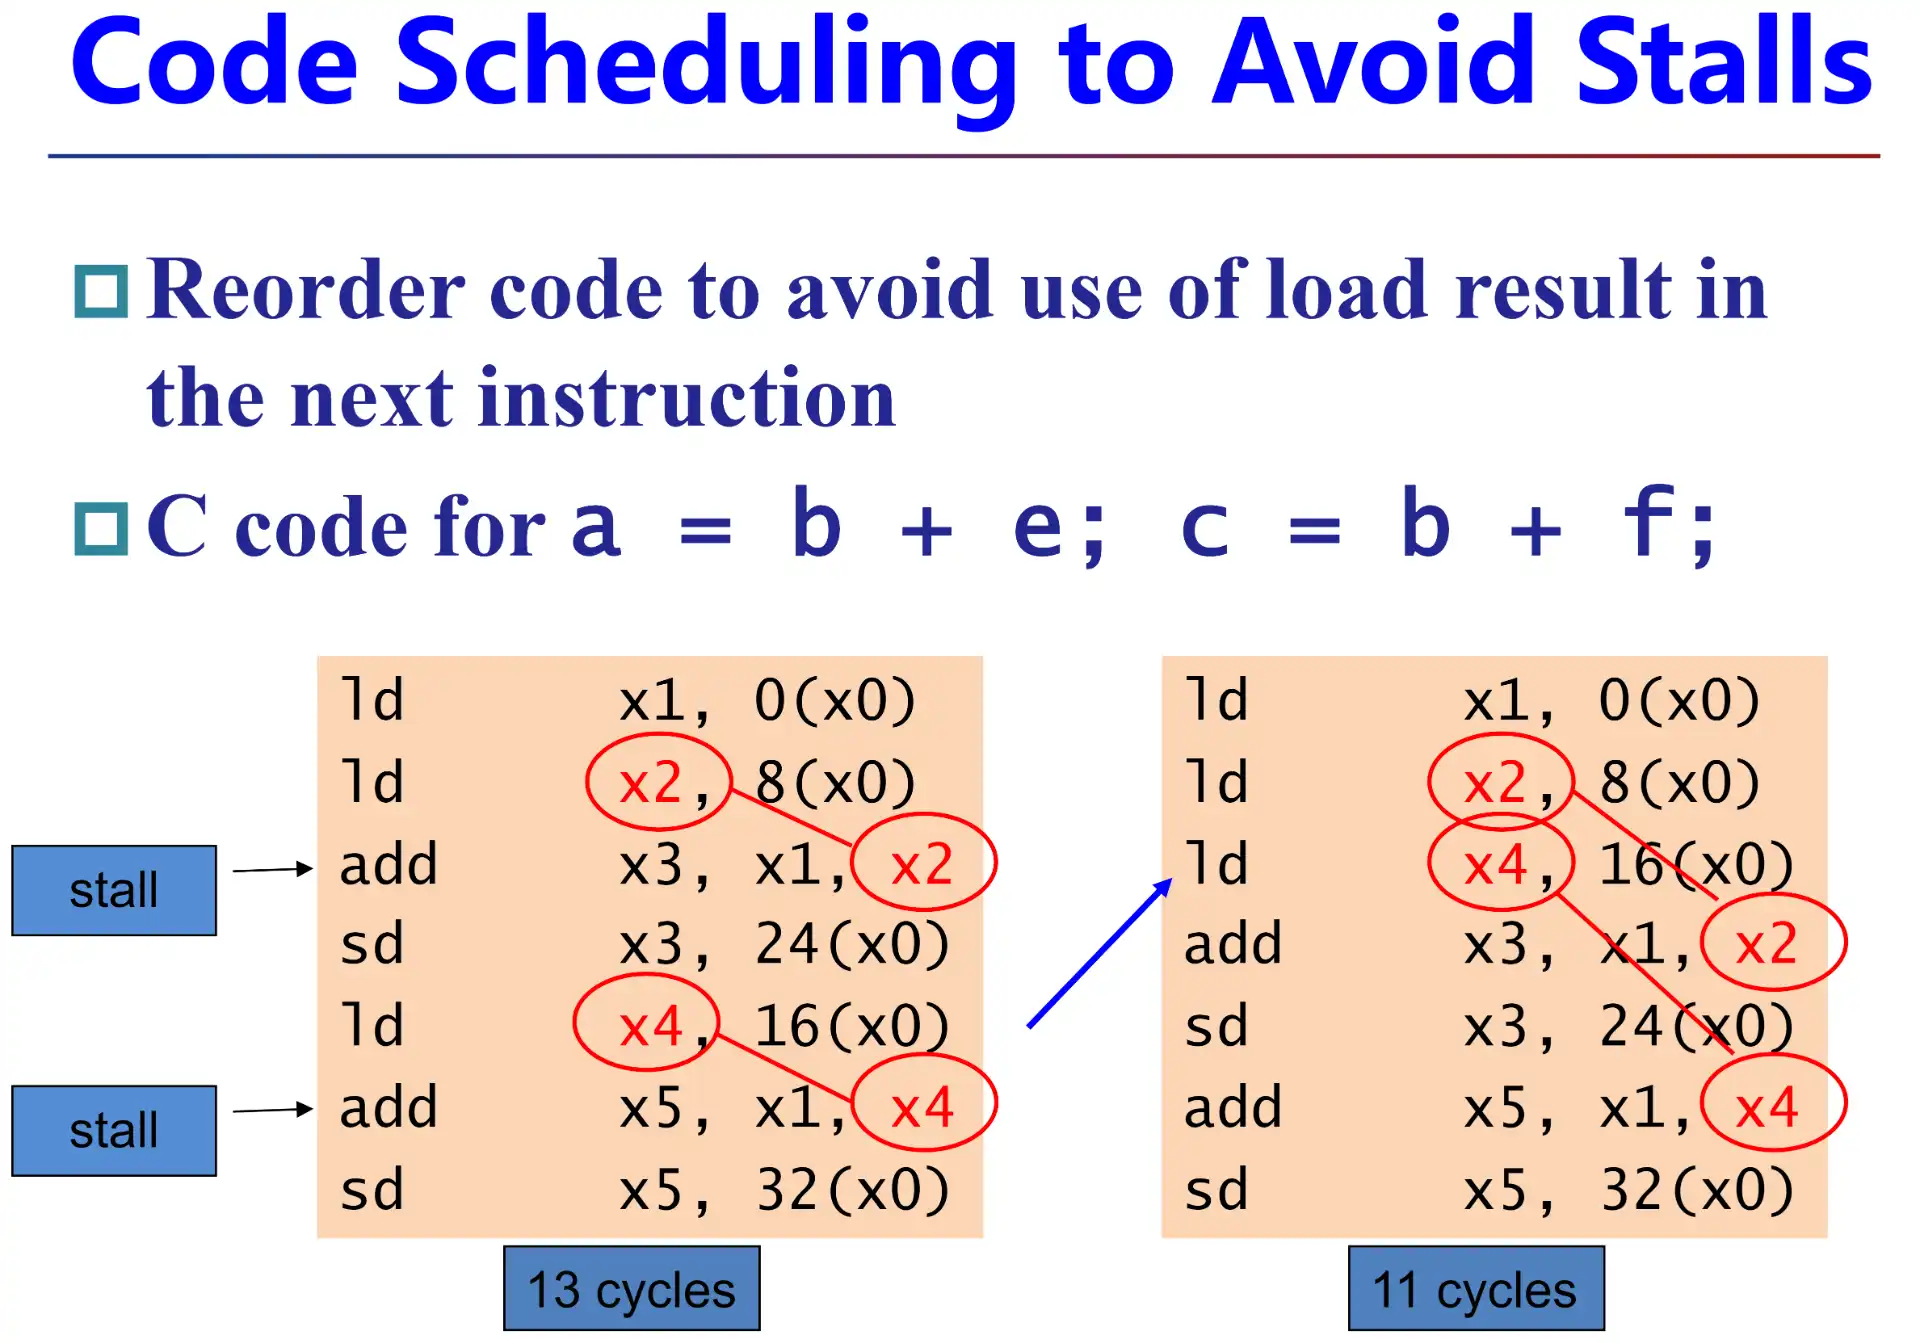 Code Scheduling to Avoid Stalls
Reorder code to avoid use of load result in
the next instruction
C code for a = b + e; c = b + f;
ld x1, 0(x0)
ld x2, 8(x0)
stall
add x3, x1, x2
sd x3, 24(x0)
ld x4, 16(x0)
stall
add x5, x1, x4
sd x5, 32(x0)
13 cycles
ld x1, 0(x0)
ld x2, 8(x0)
ld x4, 16(x0)
add x3, x1, x2
sd x3, 24(x0)
add x5, x1, x4
sd x5, 32(x0)
11 cycles